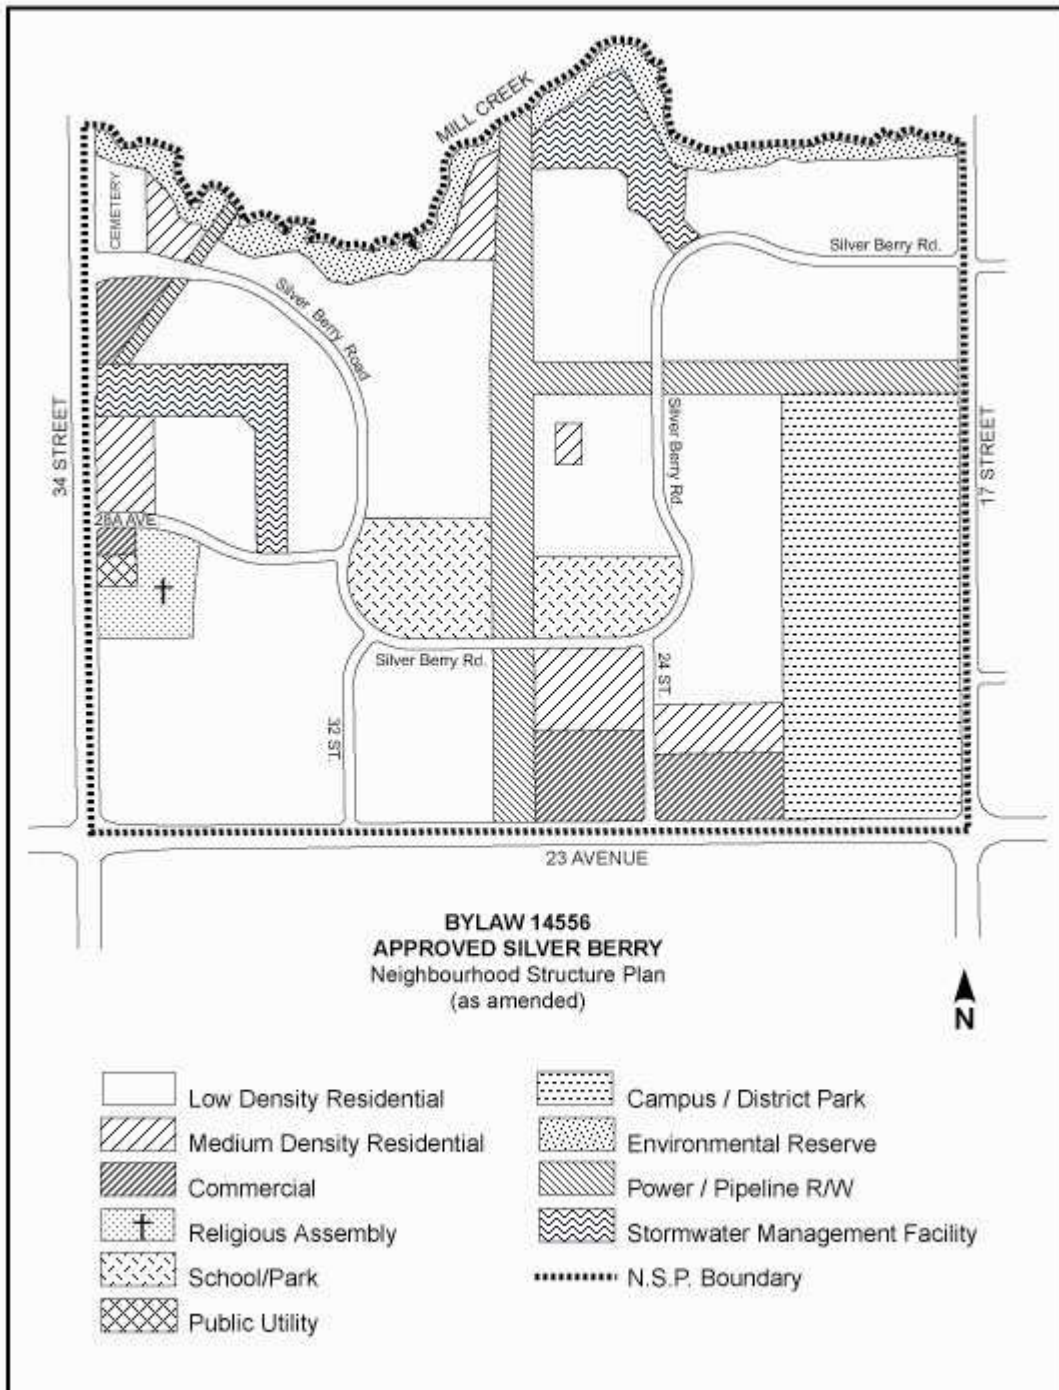 MILL CREEK
CEMETERY
Silver Berry Rd.
Silver Berry Road
34 STREET
Silver Berry Rd.
17 STREET
28A AVE.
Silver Berry Rd.
24 ST.
32 ST.
23 AVENUE
BYLAW 14556
APPROVED SILVER BERRY
Neighbourhood Structure Plan
(as amended)
N
Low Density Residential
Medium Density Residential
Commercial
Religious Assembly
School/Park
Public Utility
Campus / District Park
Environmental Reserve
Power / Pipeline R/W
Stormwater Management Facility
N.S.P. Boundary